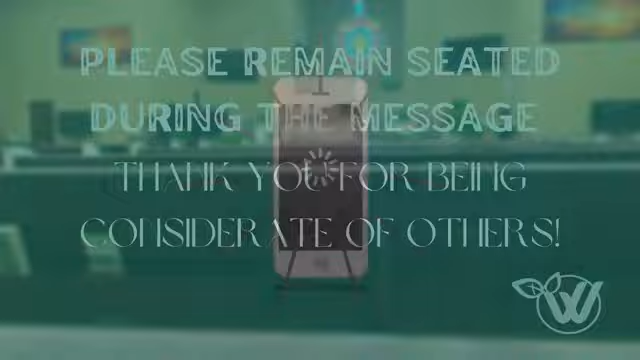 PLEASE REMAIN SEATED
DURING THE MESSAGE
THANK YOU FOR BEING
CONSIDERATE OF OTHERS!
W